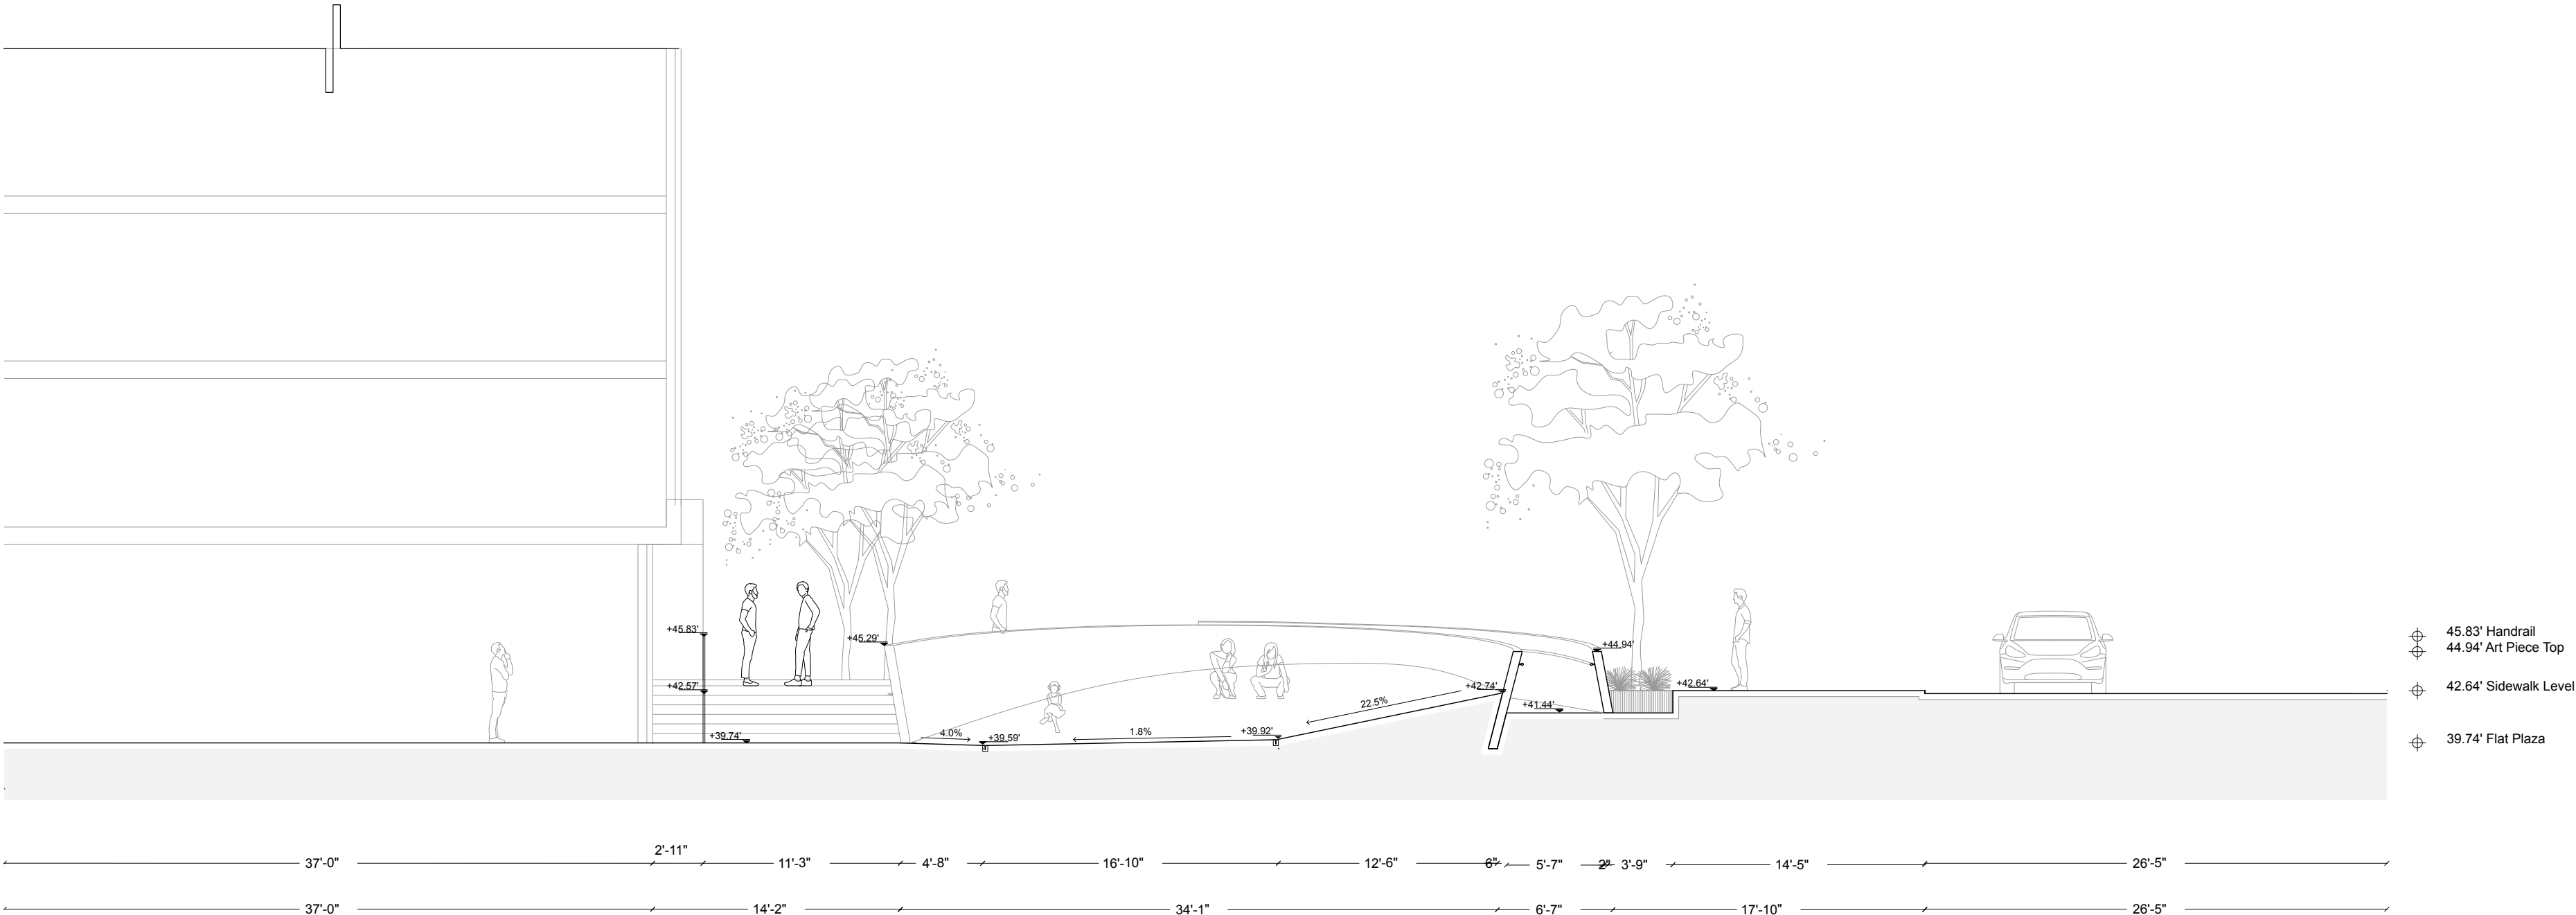 +45.83'
+45.29'
+44.94'
45.83' Handrail
44.94' Art Piece Top
+42.57'
+42.74'
+42.64'
42.64' Sidewalk Level
22.5%
+41.44'
+39.74'
4.0%
+39.59'
1.8%
+39.92'
39.74' Flat Plaza
2'-11"
37'-0" 11'-3" 4'-8" 16'-10" 12'-6" 6" 5'-7" 2" 3'-9" 14'-5" 26'-5"
37'-0" 14'-2" 34'-1" 6'-7" 17'-10" 26'-5"